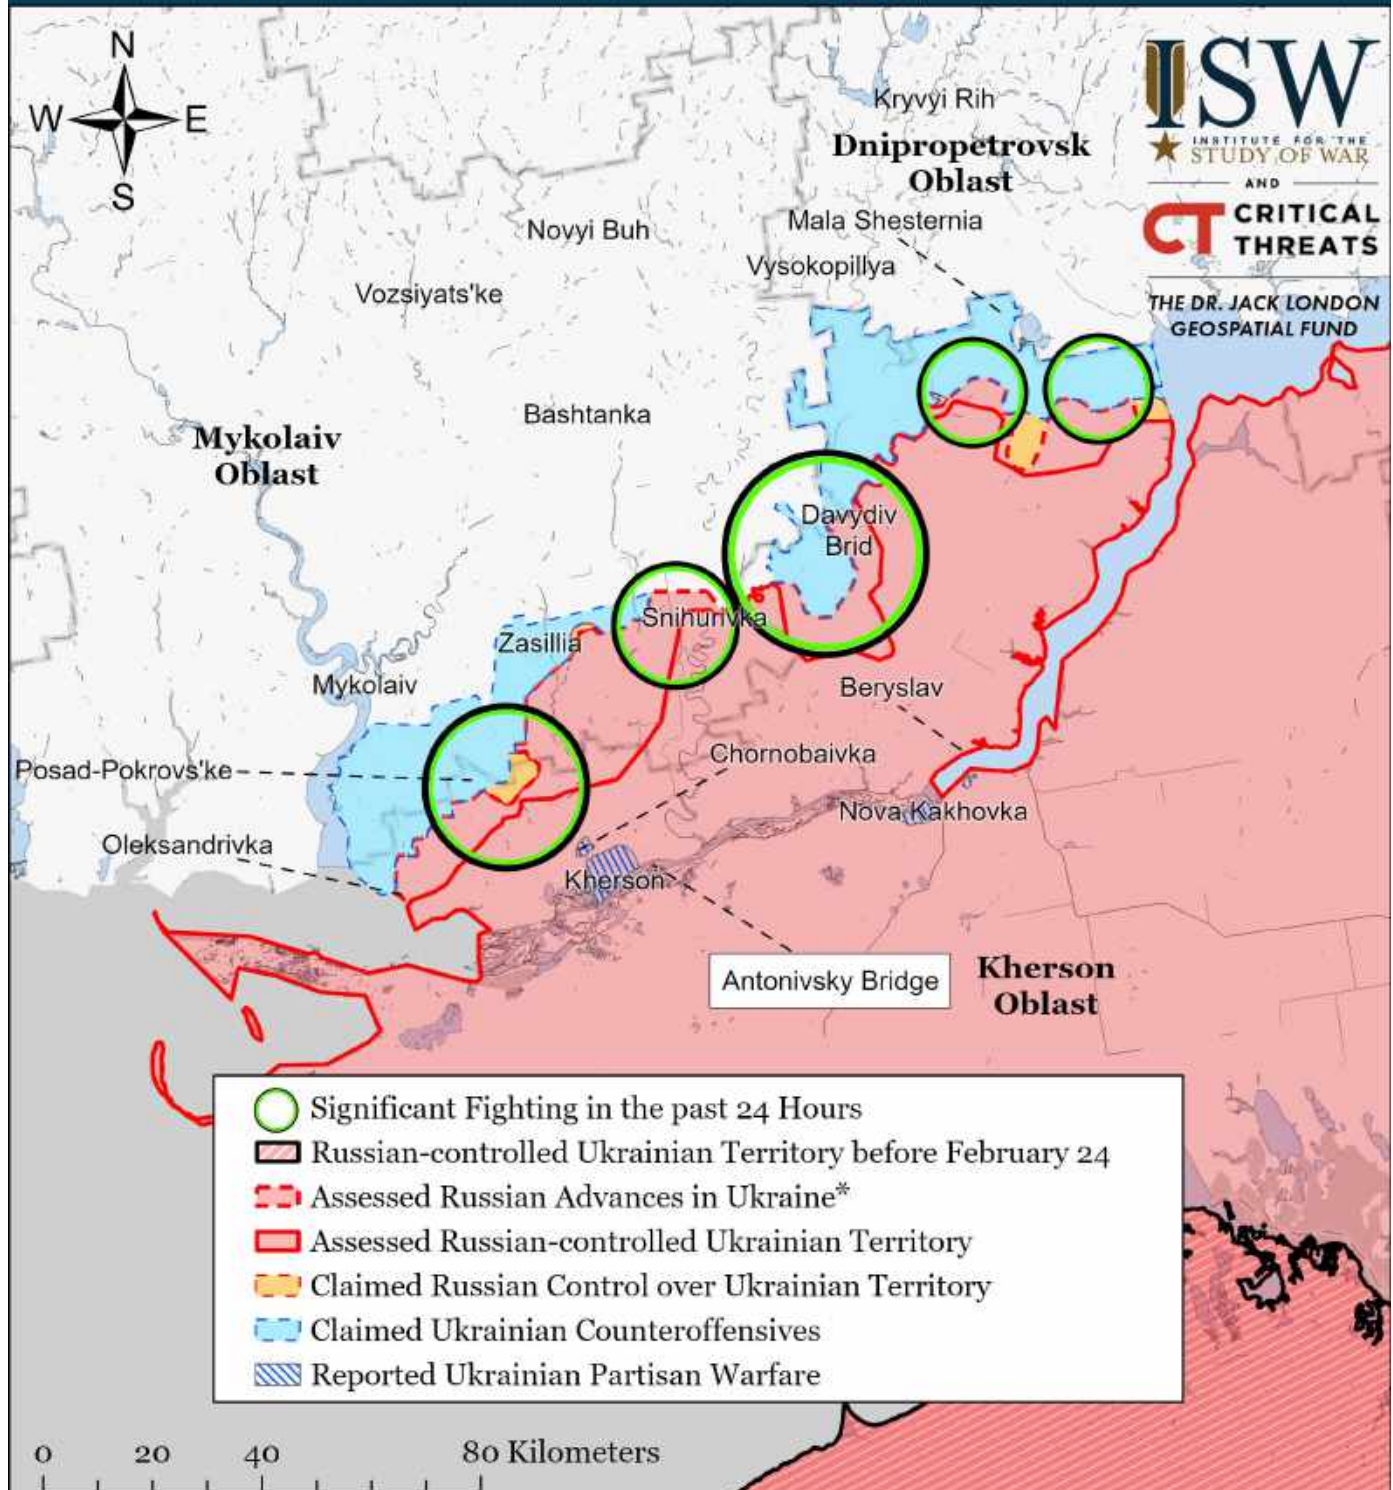 N
W
E
S
ISW
INSTITUTE FOR THE
STUDY OF WAR
AND
CT CRITICAL
THREATS
THE DR. JACK LONDON
GEOSPATIAL FUND
Kryvyi Rih
Dnipropetrovsk
Oblast
Mala Shesternia
Novyi Buh
Vysokopillya
Vozsiyats'ke
Bashtanka
Mykolaiv
Oblast
Davydiv
Brid
Snihurivka
Zasillia
Mykolaiv
Beryslav
Chornobaivka
Posad-Pokrovs'ke
Nova Kakhovka
Oleksandrivka
Kherson
Antonivsky Bridge
Kherson
Oblast
Significant Fighting in the past 24 Hours
Russian-controlled Ukrainian Territory before February 24
Assessed Russian Advances in Ukraine*
Assessed Russian-controlled Ukrainian Territory
Claimed Russian Control over Ukrainian Territory
Claimed Ukrainian Counteroffensives
Reported Ukrainian Partisan Warfare
0 20 40 80 Kilometers